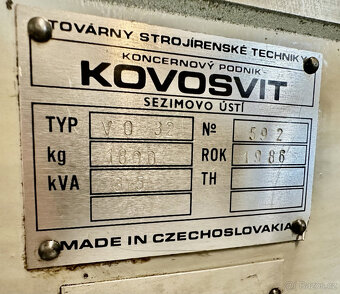 TOVÁRNY STROJÍRENSKÉ TECHNIKY
KONCERNOVÝ PODNIK
KOVOSVIT
SEZIMOVO ÚSTÍ
TYP VO 32 № 592
kg 1000 ROK 1986
kVA TH
MADE IN CZECHOSLOVAKIA